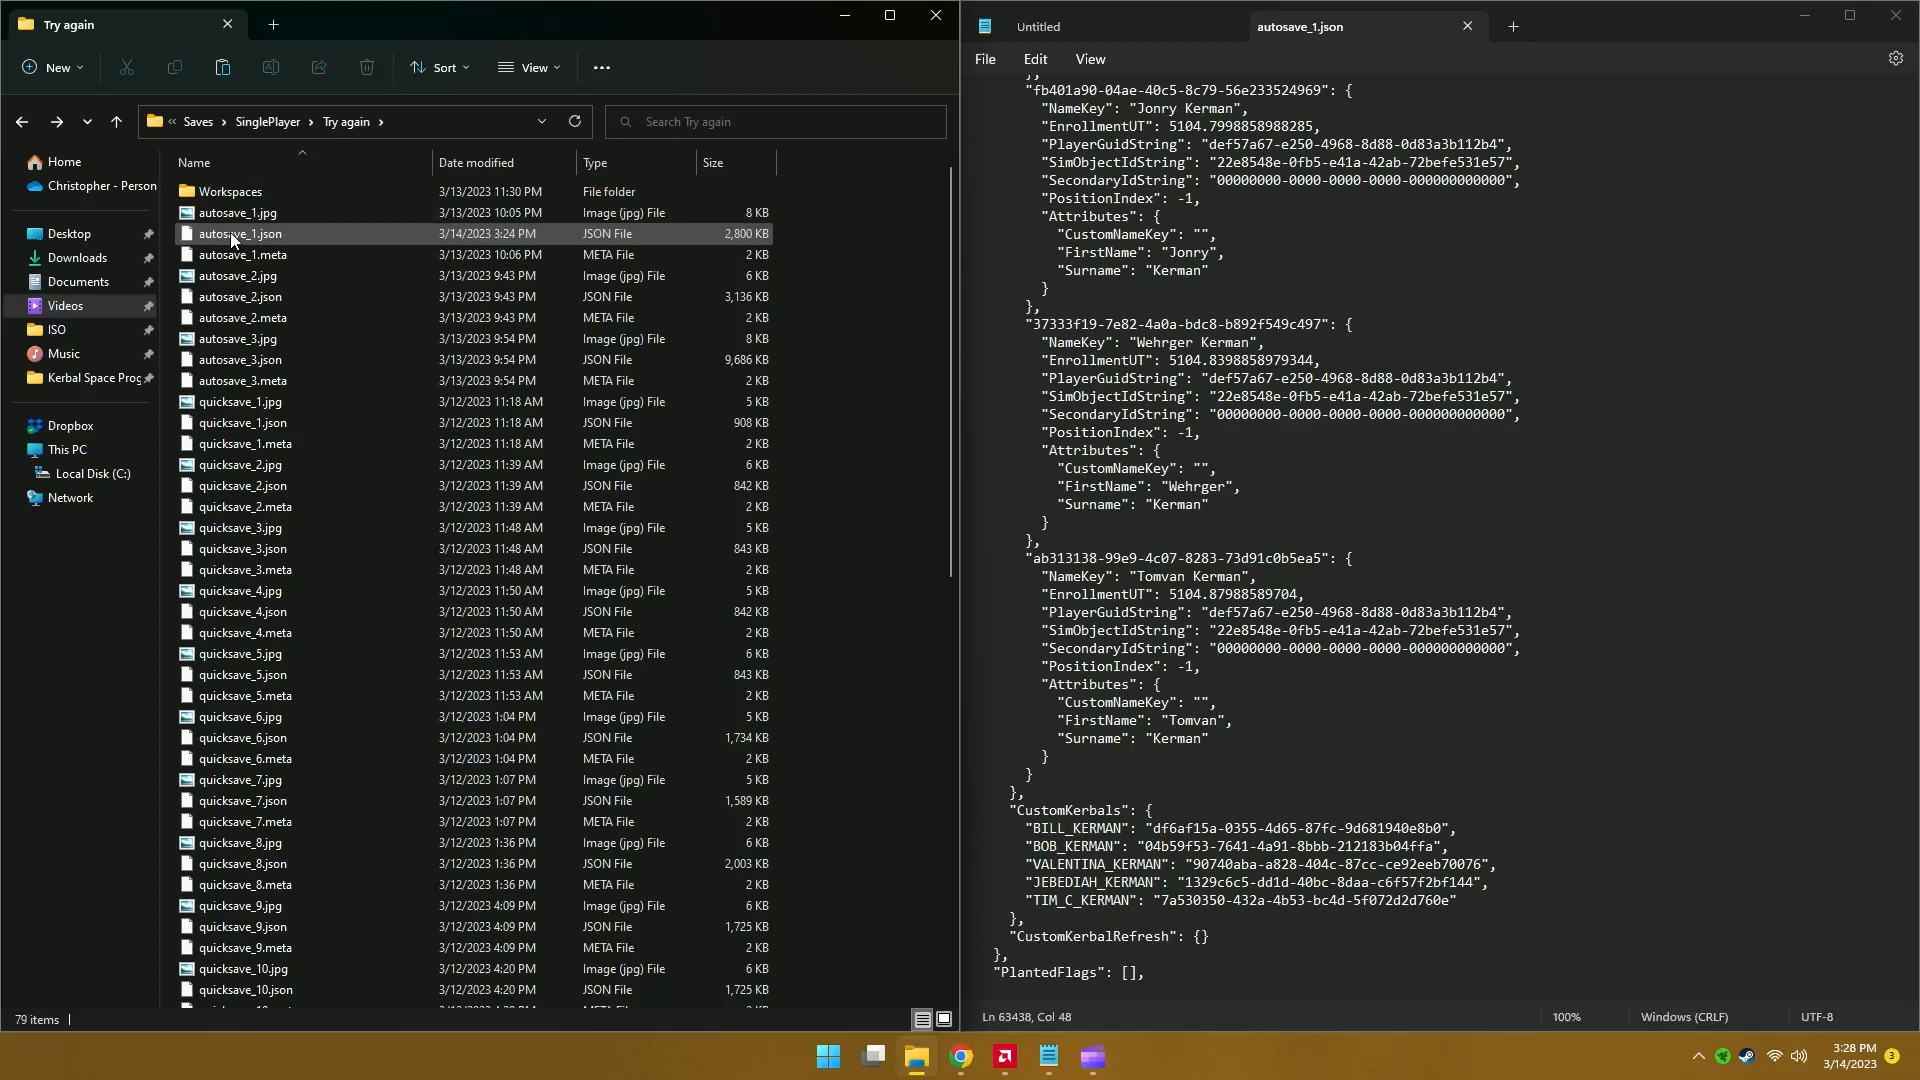 Try again
New
Sort
View
Saves
SinglePlayer
Try again
Search Try again
Home
Christopher - Person
Desktop
Downloads
Documents
Videos
ISO
Music
Kerbal Space Prog
Dropbox
This PC
Local Disk (C:)
Network
Name Date modified Type Size
Workspaces 3/13/2023 11:30 PM File folder
autosave_1.jpg 3/13/2023 10:05 PM Image (jpg) File 8 KB
autosave_1.json 3/14/2023 3:24 PM JSON File 2,800 KB
autosave_1.meta 3/13/2023 10:06 PM META File 2 KB
autosave_2.jpg 3/13/2023 9:43 PM Image (jpg) File 6 KB
autosave_2.json 3/13/2023 9:43 PM JSON File 3,136 KB
autosave_2.meta 3/13/2023 9:43 PM META File 2 KB
autosave_3.jpg 3/13/2023 9:54 PM Image (jpg) File 8 KB
autosave_3.json 3/13/2023 9:54 PM JSON File 9,686 KB
autosave_3.meta 3/13/2023 9:54 PM META File 2 KB
quicksave_1.jpg 3/12/2023 11:18 AM Image (jpg) File 5 KB
quicksave_1.json 3/12/2023 11:18 AM JSON File 908 KB
quicksave_1.meta 3/12/2023 11:18 AM META File 2 KB
quicksave_2.jpg 3/12/2023 11:39 AM Image (jpg) File 6 KB
quicksave_2.json 3/12/2023 11:39 AM JSON File 842 KB
quicksave_2.meta 3/12/2023 11:39 AM META File 2 KB
quicksave_3.jpg 3/12/2023 11:48 AM Image (jpg) File 5 KB
quicksave_3.json 3/12/2023 11:48 AM JSON File 843 KB
quicksave_3.meta 3/12/2023 11:48 AM META File 2 KB
quicksave_4.jpg 3/12/2023 11:50 AM Image (jpg) File 5 KB
quicksave_4.json 3/12/2023 11:50 AM JSON File 842 KB
quicksave_4.meta 3/12/2023 11:50 AM META File 2 KB
quicksave_5.jpg 3/12/2023 11:53 AM Image (jpg) File 6 KB
quicksave_5.json 3/12/2023 11:53 AM JSON File 843 KB
quicksave_5.meta 3/12/2023 11:53 AM META File 2 KB
quicksave_6.jpg 3/12/2023 1:04 PM Image (jpg) File 5 KB
quicksave_6.json 3/12/2023 1:04 PM JSON File 1,734 KB
quicksave_6.meta 3/12/2023 1:04 PM META File 2 KB
quicksave_7.jpg 3/12/2023 1:07 PM Image (jpg) File 5 KB
quicksave_7.json 3/12/2023 1:07 PM JSON File 1,589 KB
quicksave_7.meta 3/12/2023 1:07 PM META File 2 KB
quicksave_8.jpg 3/12/2023 1:36 PM Image (jpg) File 6 KB
quicksave_8.json 3/12/2023 1:36 PM JSON File 2,003 KB
quicksave_8.meta 3/12/2023 1:36 PM META File 2 KB
quicksave_9.jpg 3/12/2023 4:09 PM Image (jpg) File 6 KB
quicksave_9.json 3/12/2023 4:09 PM JSON File 1,725 KB
quicksave_9.meta 3/12/2023 4:09 PM META File 2 KB
quicksave_10.jpg 3/12/2023 4:20 PM Image (jpg) File 6 KB
quicksave_10.json 3/12/2023 4:20 PM JSON File 1,725 KB
79 items
Untitled
autosave_1.json
File Edit View
},
"fb401a90-04ae-40c5-8c79-56e233524969": {
"NameKey": "Jonry Kerman",
"EnrollmentUT": 5104.7998858988285,
"PlayerGuidString": "def57a67-e250-4968-8d88-0d83a3b112b4",
"SimObjectIdString": "22e8548e-0fb5-e41a-42ab-72befe531e57",
"SecondaryIdString": "00000000-0000-0000-0000-000000000000",
"PositionIndex": -1,
"Attributes": {
"CustomNameKey": "",
"FirstName": "Jonry",
"Surname": "Kerman"
}
},
"37333f19-7e82-4a0a-bdc8-b892f549c497": {
"NameKey": "Wehrger Kerman",
"EnrollmentUT": 5104.8398858979344,
"PlayerGuidString": "def57a67-e250-4968-8d88-0d83a3b112b4",
"SimObjectIdString": "22e8548e-0fb5-e41a-42ab-72befe531e57",
"SecondaryIdString": "00000000-0000-0000-0000-000000000000",
"PositionIndex": -1,
"Attributes": {
"CustomNameKey": "",
"FirstName": "Wehrger",
"Surname": "Kerman"
}
},
"ab313138-99e9-4c07-8283-73d91c0b5ea5": {
"NameKey": "Tomvan Kerman",
"EnrollmentUT": 5104.87988589704,
"PlayerGuidString": "def57a67-e250-4968-8d88-0d83a3b112b4",
"SimObjectIdString": "22e8548e-0fb5-e41a-42ab-72befe531e57",
"SecondaryIdString": "00000000-0000-0000-0000-000000000000",
"PositionIndex": -1,
"Attributes": {
"CustomNameKey": "",
"FirstName": "Tomvan",
"Surname": "Kerman"
}
}
},
"CustomKerbals": {
"BILL_KERMAN": "df6af15a-0355-4d65-87fc-9d681940e8b0",
"BOB_KERMAN": "04b59f53-7641-4a91-8bbb-212183b04ffa",
"VALENTINA_KERMAN": "90740aba-a828-404c-87cc-ce92eeb70076",
"JEBEDIAH_KERMAN": "1329c6c5-dd1d-40bc-8daa-c6f57f2bf144",
"TIM_C_KERMAN": "7a530350-432a-4b53-bc4d-5f072d2d760e"
},
"CustomKerbalRefresh": {}
},
"PlantedFlags": [],
Ln 63438, Col 48 100% Windows (CRLF) UTF-8
3:28 PM
3/14/2023
3